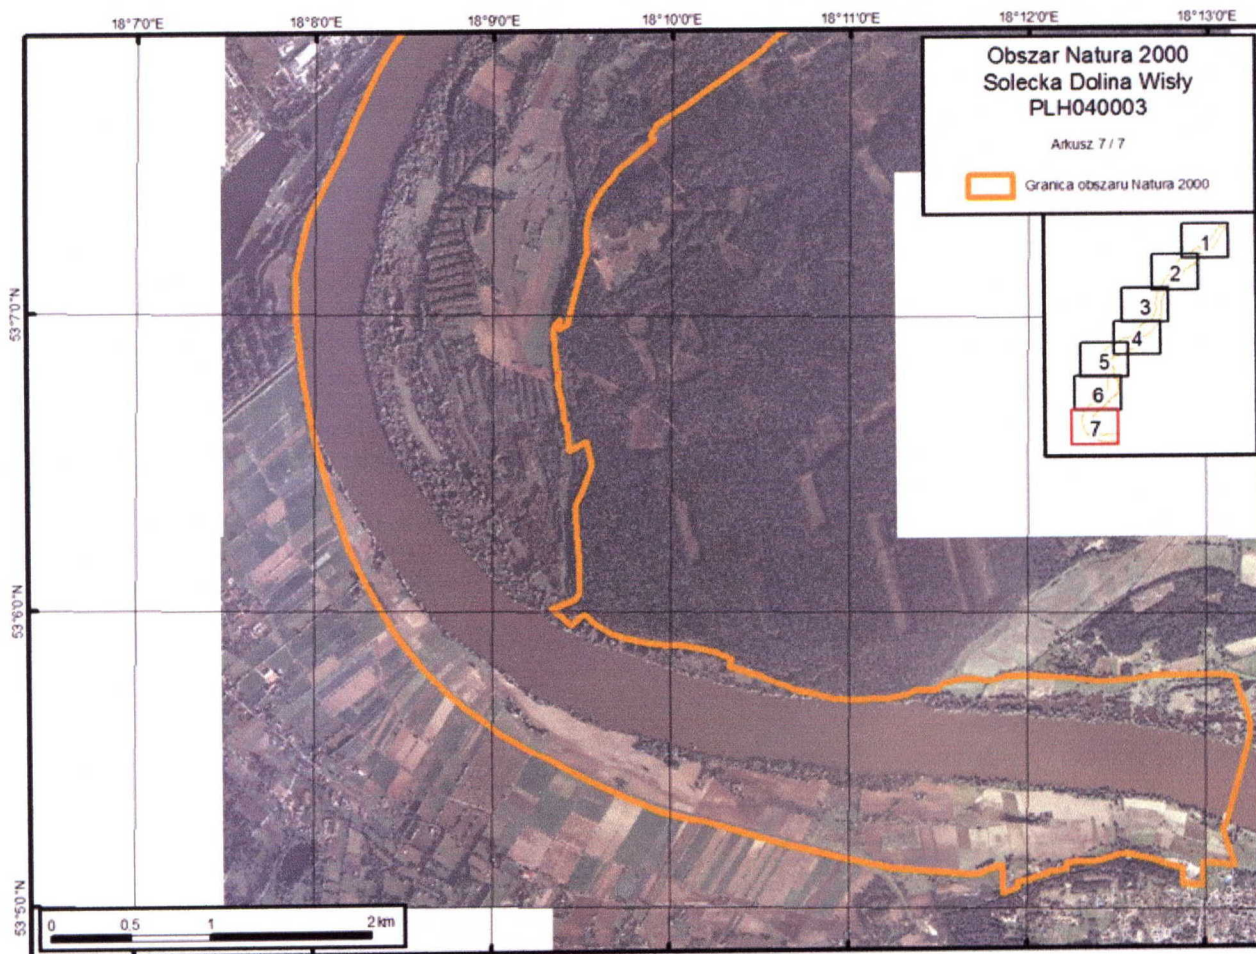 18°7'0"E 18°8'0"E 18°9'0"E 18°10'0"E 18°11'0"E 18°12'0"E 18°13'0"E
Obszar Natura 2000
Solecka Dolina Wisły
PLH040003
Arkusz 7 / 7
Granica obszaru Natura 2000
1
2
3
4
5
6
7
53°7'0"N
53°6'0"N
53°5'0"N
0 0.5 1 2 km